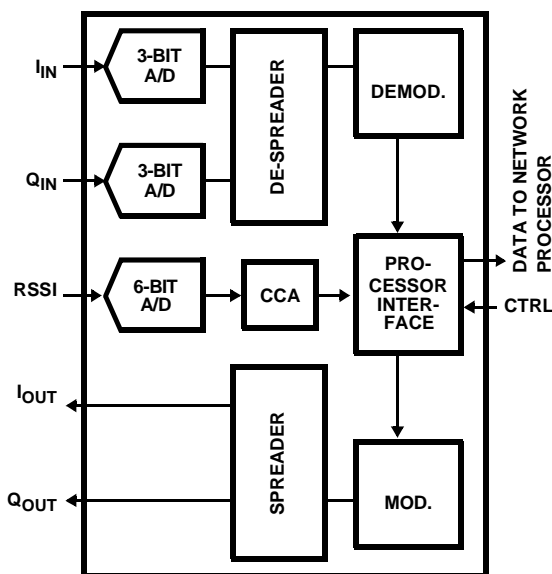 I_IN
3-BIT
A/D
DE-SPREADER
DEMOD.
Q_IN
3-BIT
A/D
DATA TO NETWORK
PROCESSOR
RSSI
6-BIT
A/D
CCA
PRO-
CESSOR
INTER-
FACE
CTRL
I_OUT
SPREADER
Q_OUT
MOD.